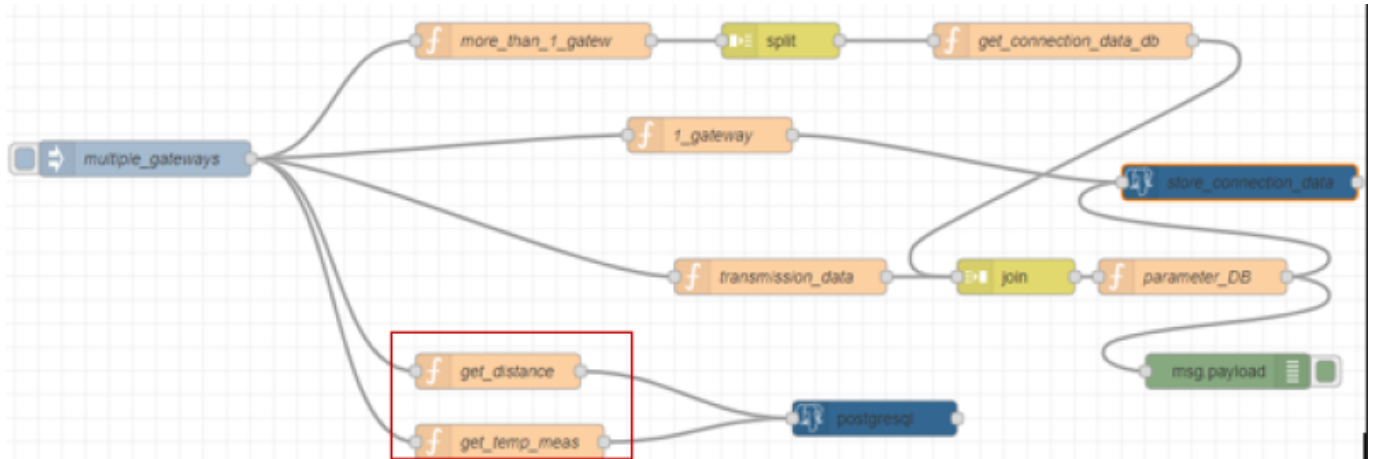 more_than_1_gatew
split
get_connection_data_db
1_gateway
multiple_gateways
store_connection_data
transmission_data
join
parameter_DB
get_distance
msg.payload
postgresql
get_temp_meas